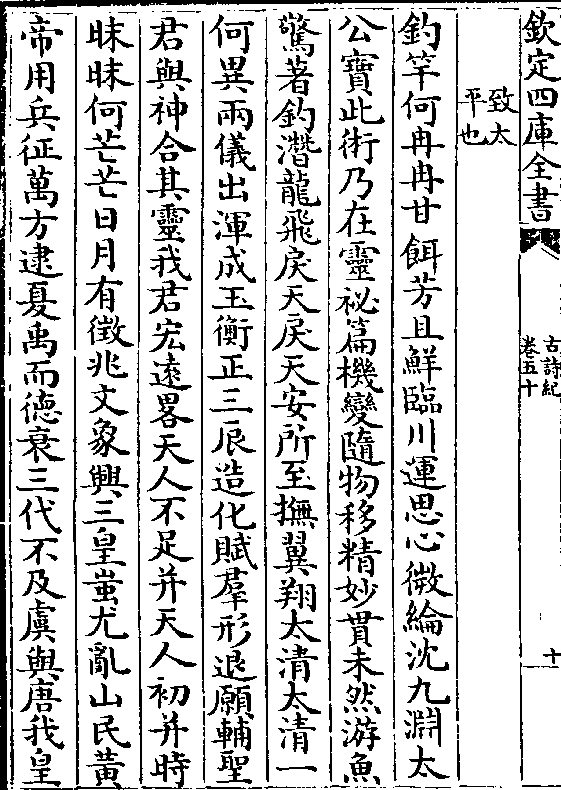 欽定四庫全書
古詩紀
卷五十
十
致太
平也
釣竿何冉冉甘餌芳且鮮臨川運思心微綸沈九淵太
公寶此術乃在靈祕篇機變隨物移精妙貫未然游魚
驚著釣潛龍飛戾天戾天安所至撫翼翔太清太清一
何異兩儀出渾成玉衡正三辰造化賦羣形退願輔聖
君與神合其靈我君宏遠畧天人不足并天人初并時
昧昧何芒芒日月有徵兆文象興三皇蚩尤亂山民黃
帝用兵征萬方逮夏禹而德衰三代不及虞與唐我皇